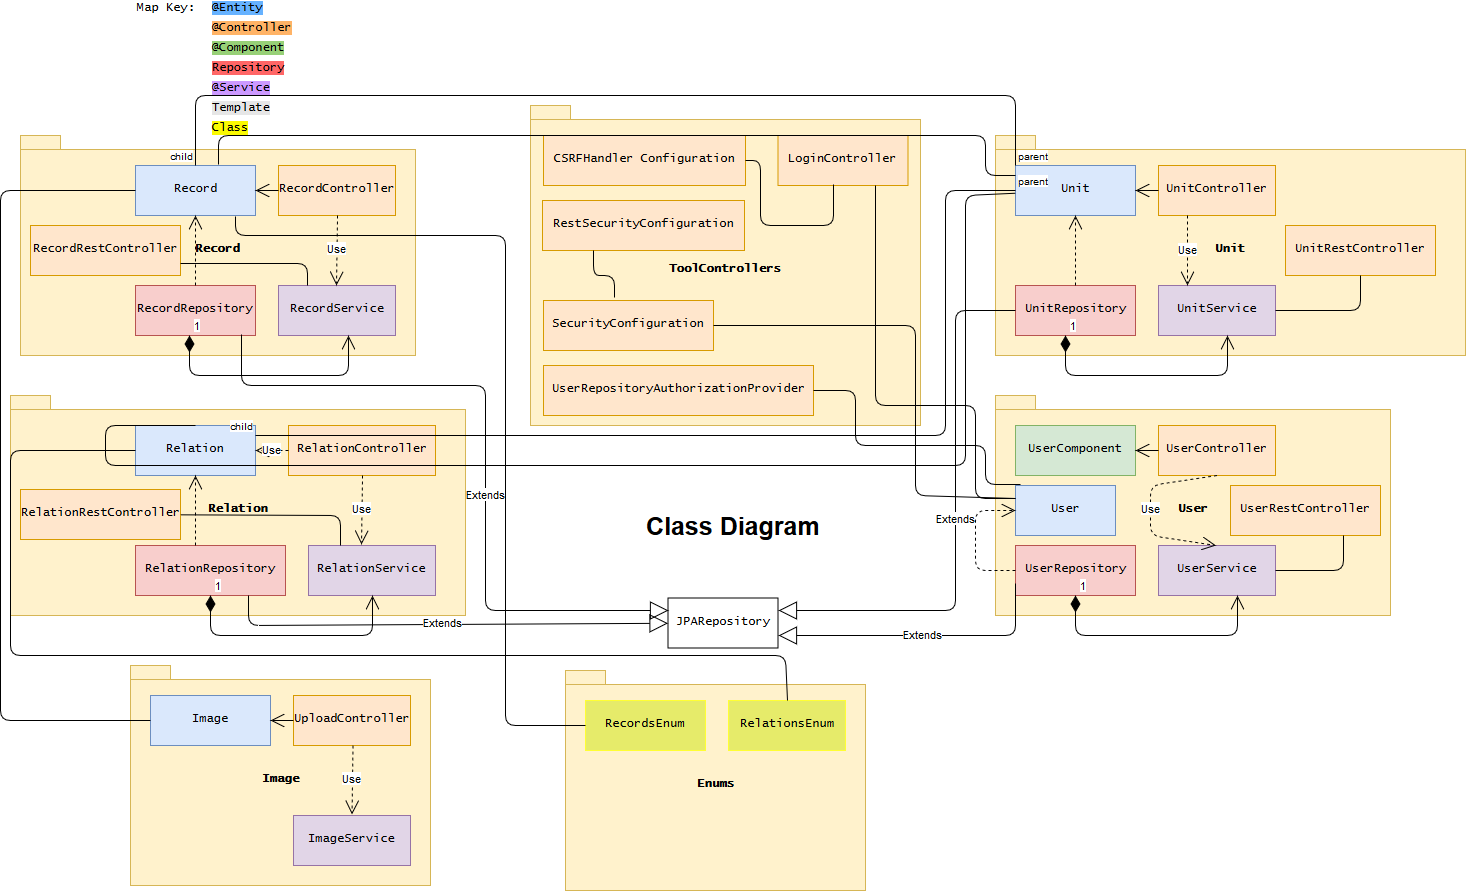 Map Key: @Entity
@Controller
@Component
Repository
@Service
Template
Class
child
Record
RecordController
RecordRestController
Record
Use
RecordRepository
1
RecordService
CSRFHandler Configuration
LoginController
RestSecurityConfiguration
ToolControllers
SecurityConfiguration
UserRepositoryAuthorizationProvider
parent
parent
Unit
UnitController
Use
Unit
UnitRestController
UnitRepository
1
UnitService
child
Relation
<Use
RelationController
RelationRestController
Relation
Use
RelationRepository
1
RelationService
Extends
Extends
Class Diagram
JPARepository
Extends
Extends
UserComponent
UserController
User
Use
User
UserRestController
UserRepository
1
UserService
Image
UploadController
Image
Use
ImageService
RecordsEnum
RelationsEnum
Enums